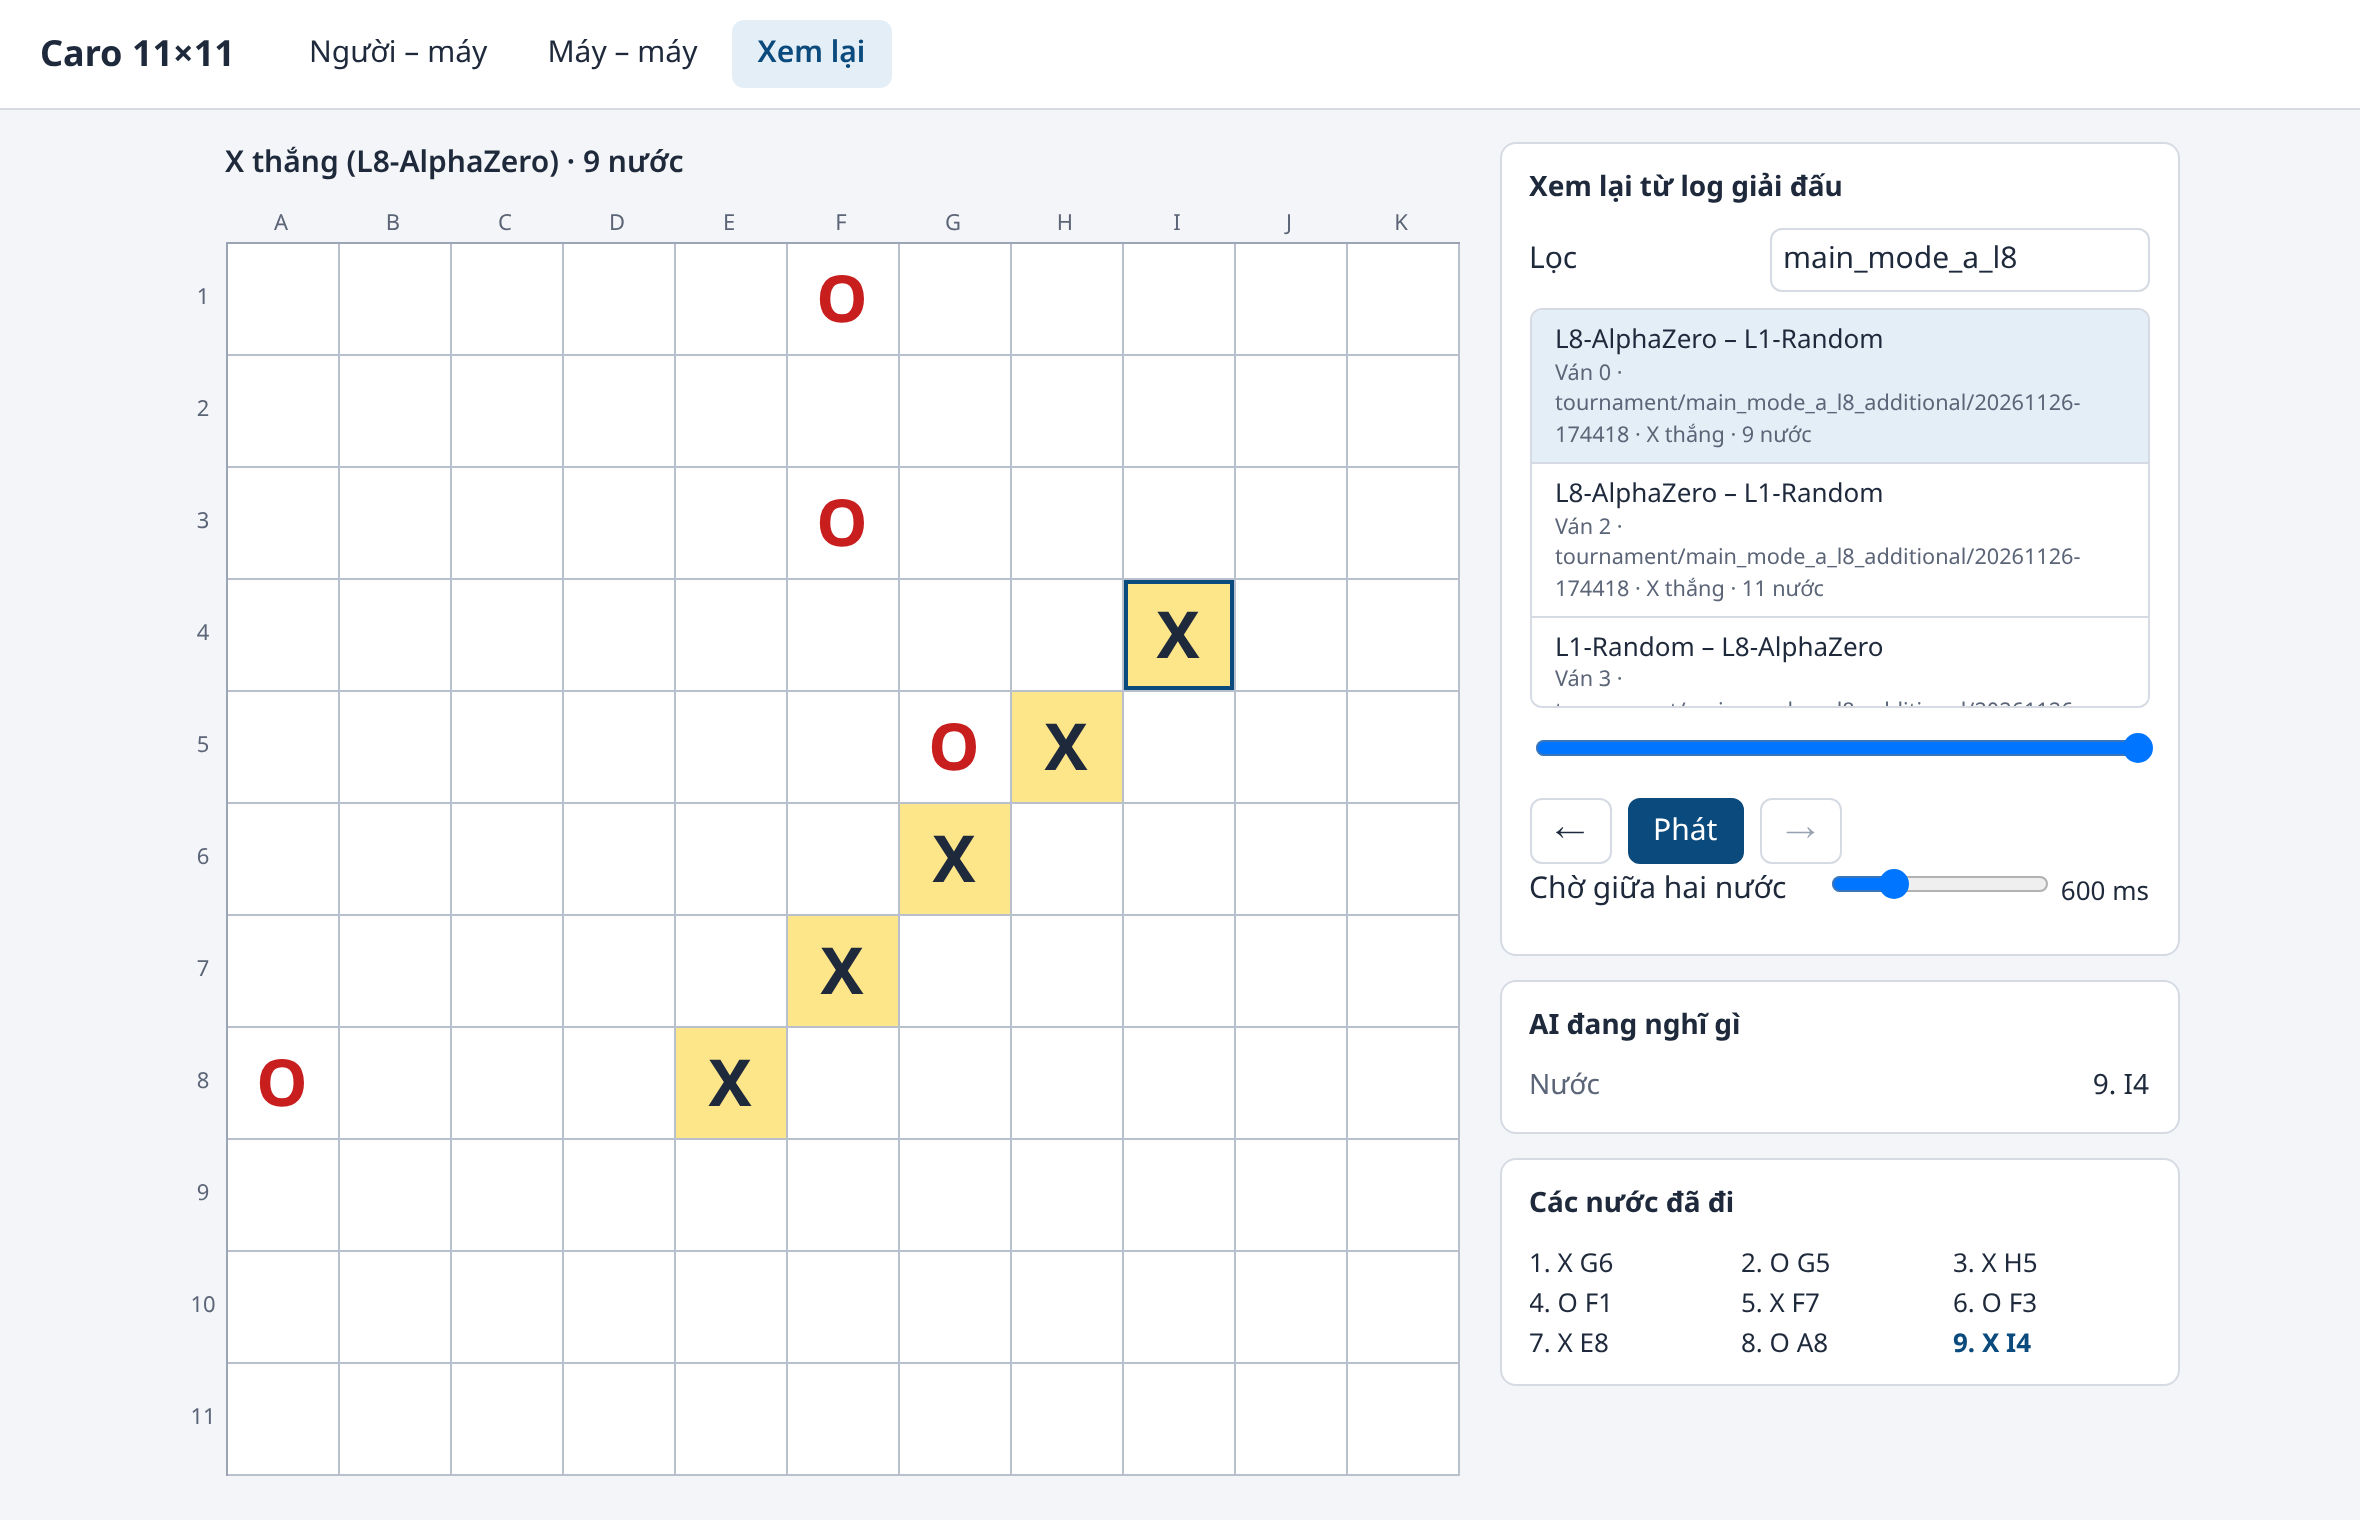 Caro 11×11 Người – máy Máy – máy Xem lại
X thắng (L8-AlphaZero) · 9 nước
A B C D E F G H I J K
1 O
2
3 O
4 X
5 O X
6 X
7 X
8 O X
9
10
11
Xem lại từ log giải đấu
Lọc main_mode_a_l8
L8-AlphaZero – L1-Random
Ván 0 ·
tournament/main_mode_a_l8_additional/20261126-
174418 · X thắng · 9 nước
L8-AlphaZero – L1-Random
Ván 2 ·
tournament/main_mode_a_l8_additional/20261126-
174418 · X thắng · 11 nước
L1-Random – L8-AlphaZero
Ván 3 ·
← Phát →
Chờ giữa hai nước 600 ms
AI đang nghĩ gì
Nước 9. I4
Các nước đã đi
1. X G6 2. O G5 3. X H5
4. O F1 5. X F7 6. O F3
7. X E8 8. O A8 9. X I4